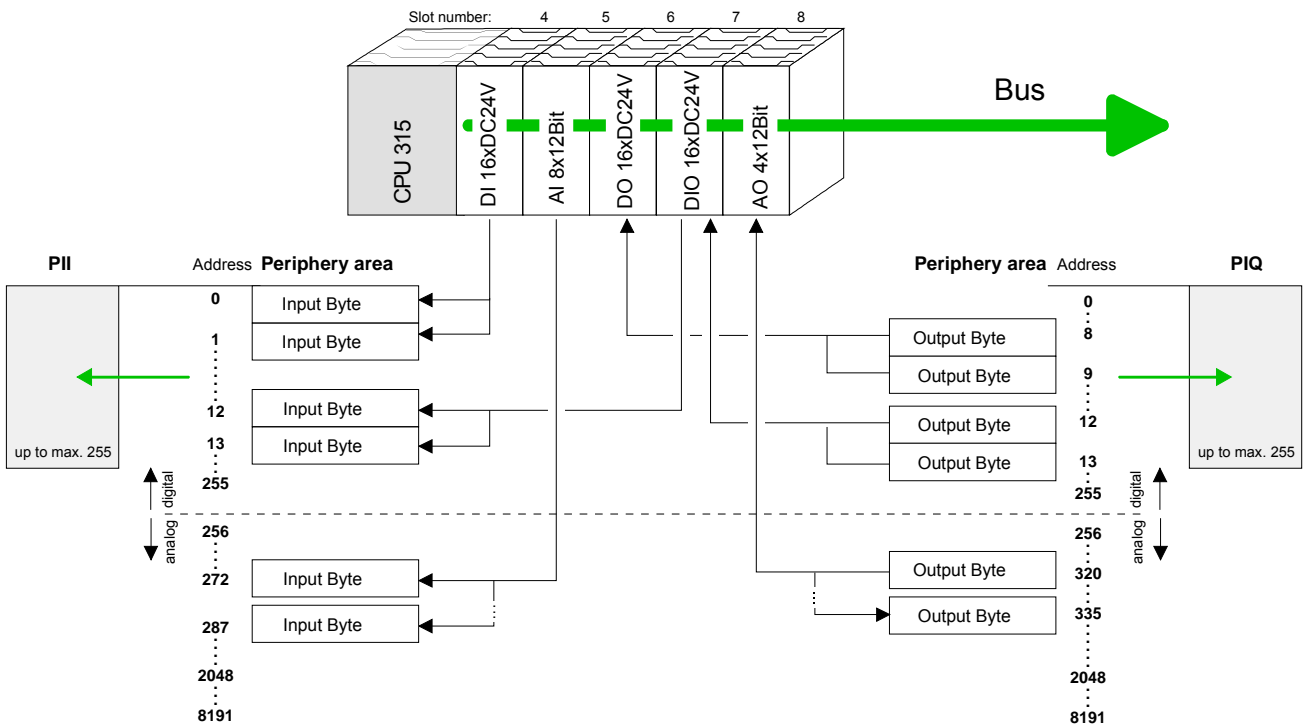 Slot number: 4 5 6 7 8
CPU 315
DI 16xDC24V
AI 8x12Bit
DO 16xDC24V
DIO 16xDC24V
AO 4x12Bit
Bus
PII
Address Periphery area
0
Input Byte
1
Input Byte
12
Input Byte
13
Input Byte
up to max. 255
255
digital
analog
256
272
Input Byte
287
Input Byte
2048
8191
Periphery area Address
PIQ
0
Output Byte
8
Output Byte
9
Output Byte
12
Output Byte
13
up to max. 255
255
digital
analog
256
Output Byte
320
Output Byte
335
2048
8191